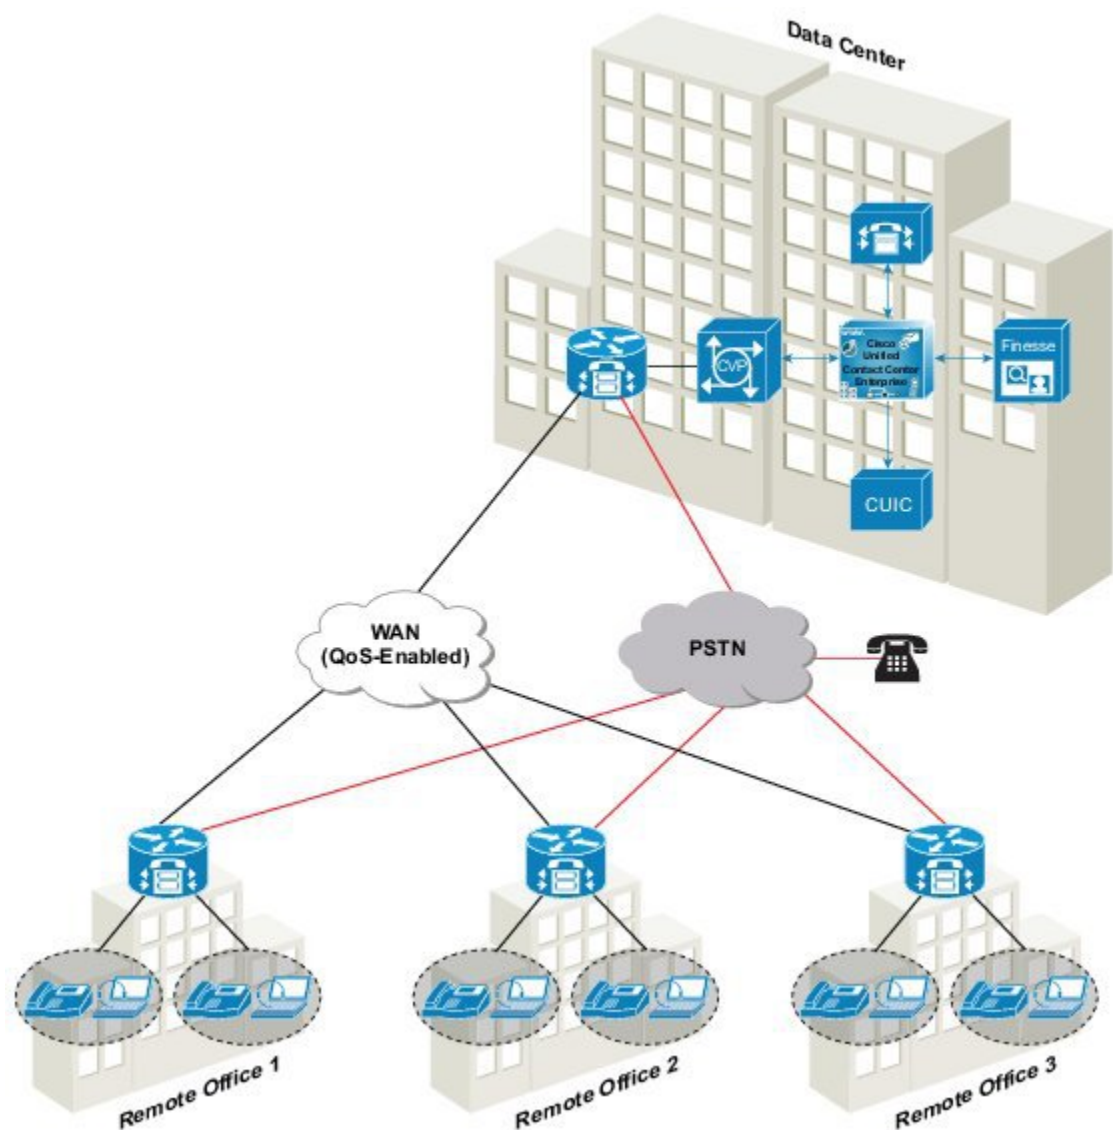 Data Center
CVP
Cisco
Unified
Contact Center
Enterprise
Finesse
CUIC
WAN
(QoS-Enabled)
PSTN
Remote Office 1
Remote Office 2
Remote Office 3